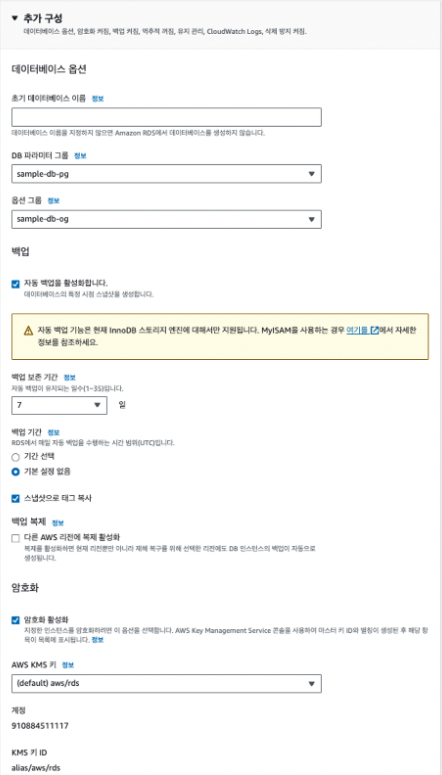 ▼ 추가 구성
데이터베이스 옵션, 암호화 켜짐, 백업 켜짐, 역추적 꺼짐, 유지 관리, CloudWatch Logs, 삭제 방지 꺼짐.
데이터베이스 옵션
초기 데이터베이스 이름 정보
데이터베이스 이름을 지정하지 않으면 Amazon RDS에서 데이터베이스를 생성하지 않습니다.
DB 파라미터 그룹 정보
sample-db-pg
옵션 그룹 정보
sample-db-og
백업
자동 백업을 활성화합니다.
데이터베이스의 특정 시점 스냅샷을 생성합니다.
자동 백업 기능은 현재 InnoDB 스토리지 엔진에 대해서만 지원됩니다. MyISAM을 사용하는 경우 여기를 에서 자세한
정보를 참조하세요.
백업 보존 기간 정보
자동 백업이 유지되는 일수(1~35)입니다.
7 일
백업 기간 정보
RDS에서 매일 자동 백업을 수행하는 시간 범위(UTC)입니다.
기간 선택
기본 설정 없음
스냅샷으로 태그 복사
백업 복제 정보
다른 AWS 리전에 복제 활성화
복제를 활성화하면 현재 리전뿐만 아니라 재해 복구를 위해 선택한 리전에도 DB 인스턴스의 백업이 자동으로
생성됩니다.
암호화
암호화 활성화
지정한 인스턴스를 암호화하려면 이 옵션을 선택합니다. AWS Key Management Service 콘솔을 사용하여 마스터 키 ID와 별칭이 생성된 후 해당 항
목이 목록에 표시됩니다. 정보
AWS KMS 키 정보
(default) aws/rds
계정
910884511117
KMS 키 ID
alias/aws/rds